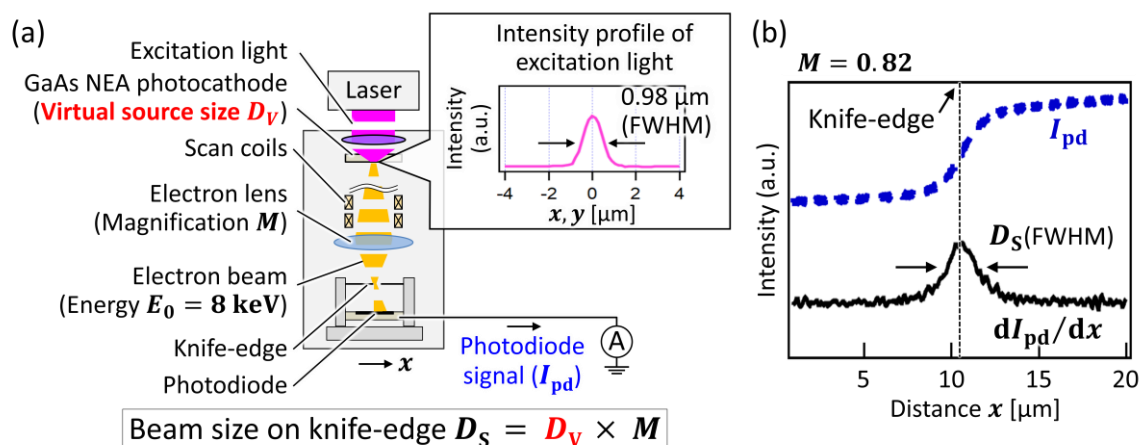 (a)
Excitation light
GaAs NEA photocathode
(Virtual source size D_V)
Scan coils
Electron lens
(Magnification M)
Electron beam
(Energy E_0 = 8 keV)
Knife-edge
Photodiode
Laser
x
Photodiode
signal (I_pd)
A
Intensity profile of
excitation light
Intensity
(a.u.)
0.98 μm
(FWHM)
-4 -2 0 2 4
x, y [μm]
Beam size on knife-edge D_S = D_V × M
(b)
M = 0.82
Knife-edge
I_pd
D_S(FWHM)
dI_pd/dx
Intensity (a.u.)
5 10 15 20
Distance x [μm]